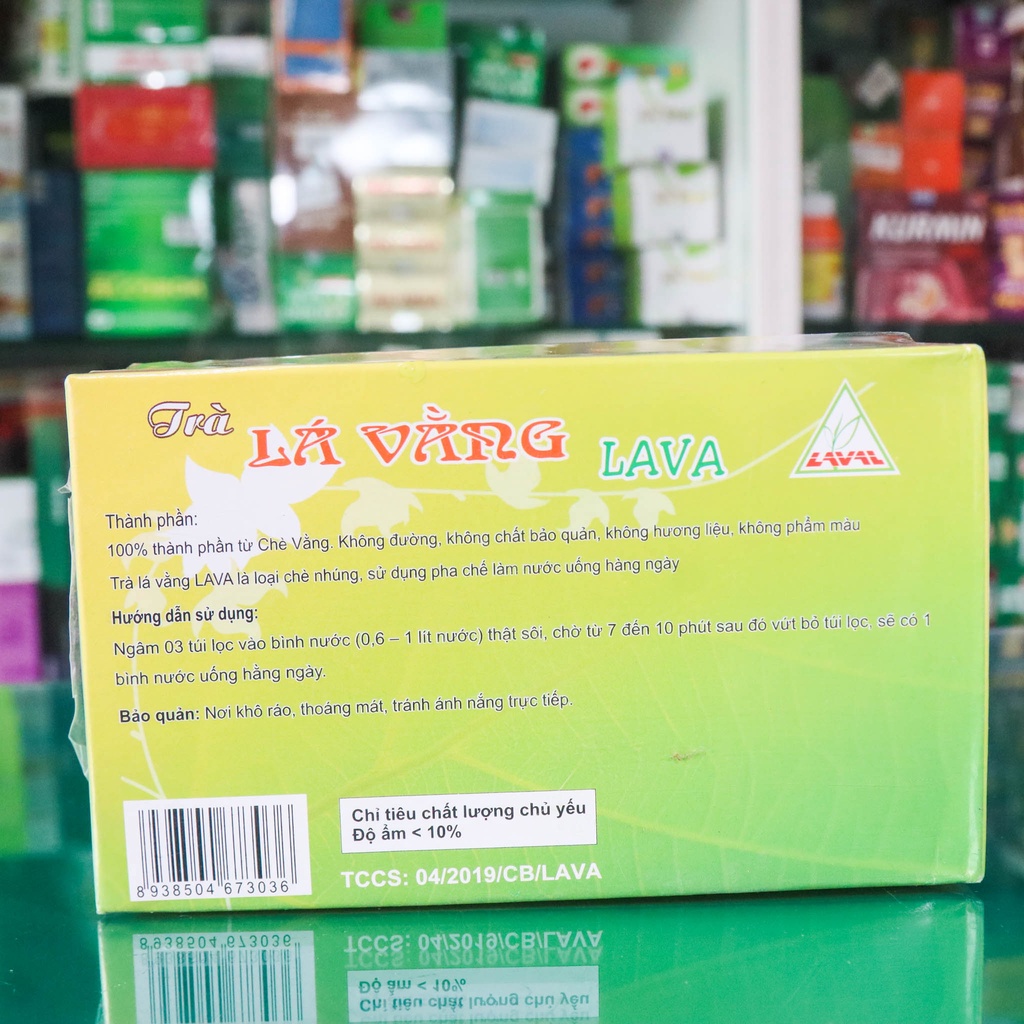 KURMIN
Trà LÁ VẰNG LAVA
LAVAL
Thành phần:
100% thành phần từ Chè Vằng. Không đường, không chất bảo quản, không hương liệu, không phẩm màu
Trà lá vằng LAVA là loại chè nhúng, sử dụng pha chế làm nước uống hàng ngày
Hướng dẫn sử dụng:
Ngâm 03 túi lọc vào bình nước (0,6 – 1 lít nước) thật sôi, chờ từ 7 đến 10 phút sau đó vứt bỏ túi lọc, sẽ có 1
bình nước uống hằng ngày.
Bảo quản: Nơi khô ráo, thoáng mát, tránh ánh nắng trực tiếp.
Chỉ tiêu chất lượng chủ yếu
Độ ẩm < 10%
TCCS: 04/2019/CB/LAVA
8 938504 673036